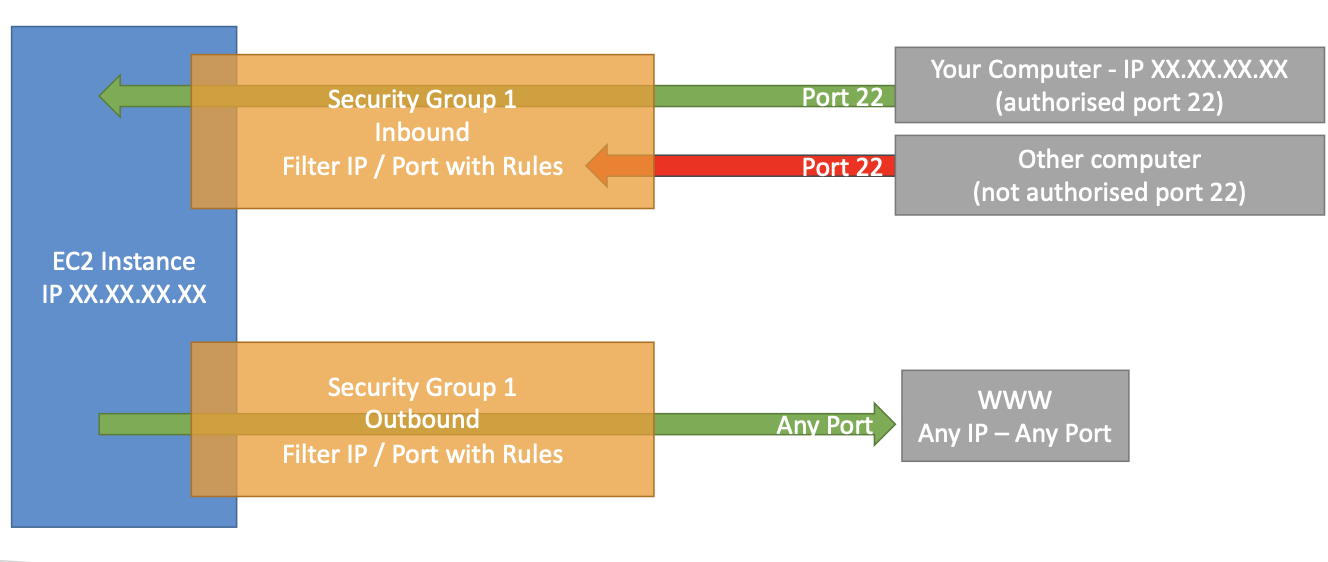 Security Group 1
Inbound
Filter IP / Port with Rules
Port 22
Your Computer - IP XX.XX.XX.XX
(authorised port 22)
Port 22
Other computer
(not authorised port 22)
EC2 Instance
IP XX.XX.XX.XX
Security Group 1
Outbound
Filter IP / Port with Rules
Any Port
WWW
Any IP – Any Port